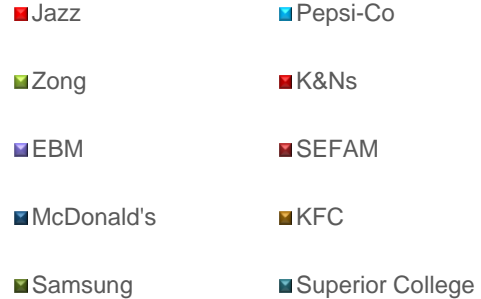 Jazz Pepsi-Co
Zong K&Ns
EBM SEFAM
McDonald's KFC
Samsung Superior College